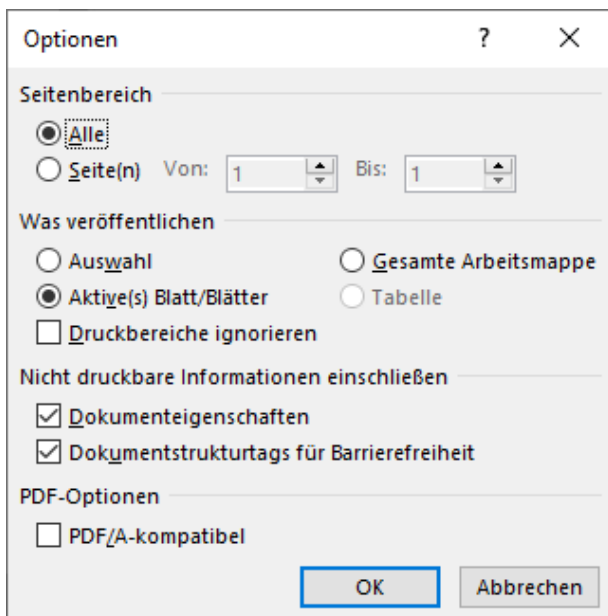 Optionen ?
Seitenbereich
Alle
Seite(n) Von: 1 Bis: 1
Was veröffentlichen
Auswahl Gesamte Arbeitsmappe
Aktive(s) Blatt/Blätter Tabelle
Druckbereiche ignorieren
Nicht druckbare Informationen einschließen
Dokumenteigenschaften
Dokumentstrukturtags für Barrierefreiheit
PDF-Optionen
PDF/A-kompatibel
OK Abbrechen